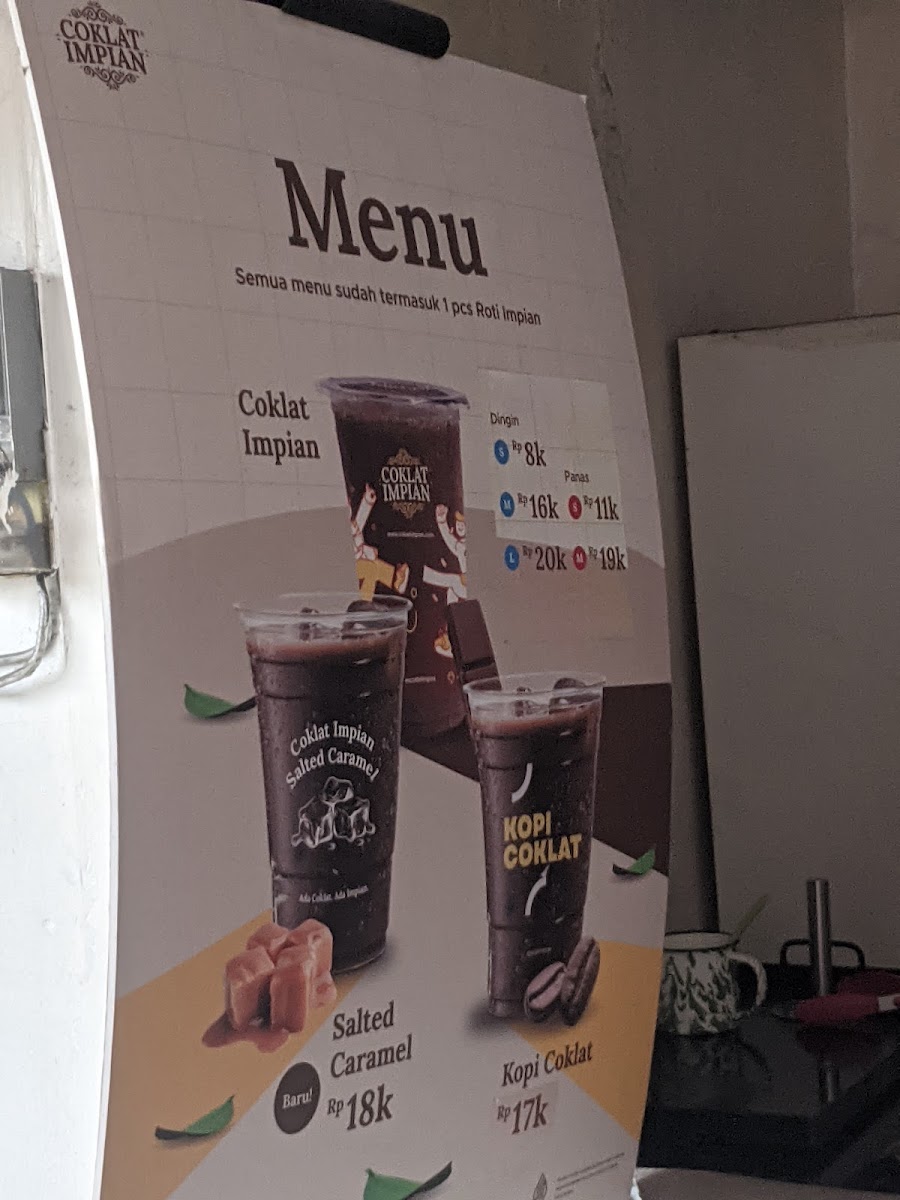 COKLAT
IMPIAN
Menu
Semua menu sudah termasuk 1 pcs Roti Impian
Coklat
Impian
COKLAT
IMPIAN
Dingin
S Rp 8k
Panas
M Rp 16k S Rp 11k
L Rp 20k M Rp 19k
Coklat Impian
Salted Caramel
Ada Coklat, Ada Impian.
KOPI
COKLAT
Salted
Caramel
Baru!
Rp 18k
Kopi Coklat
Rp 17k